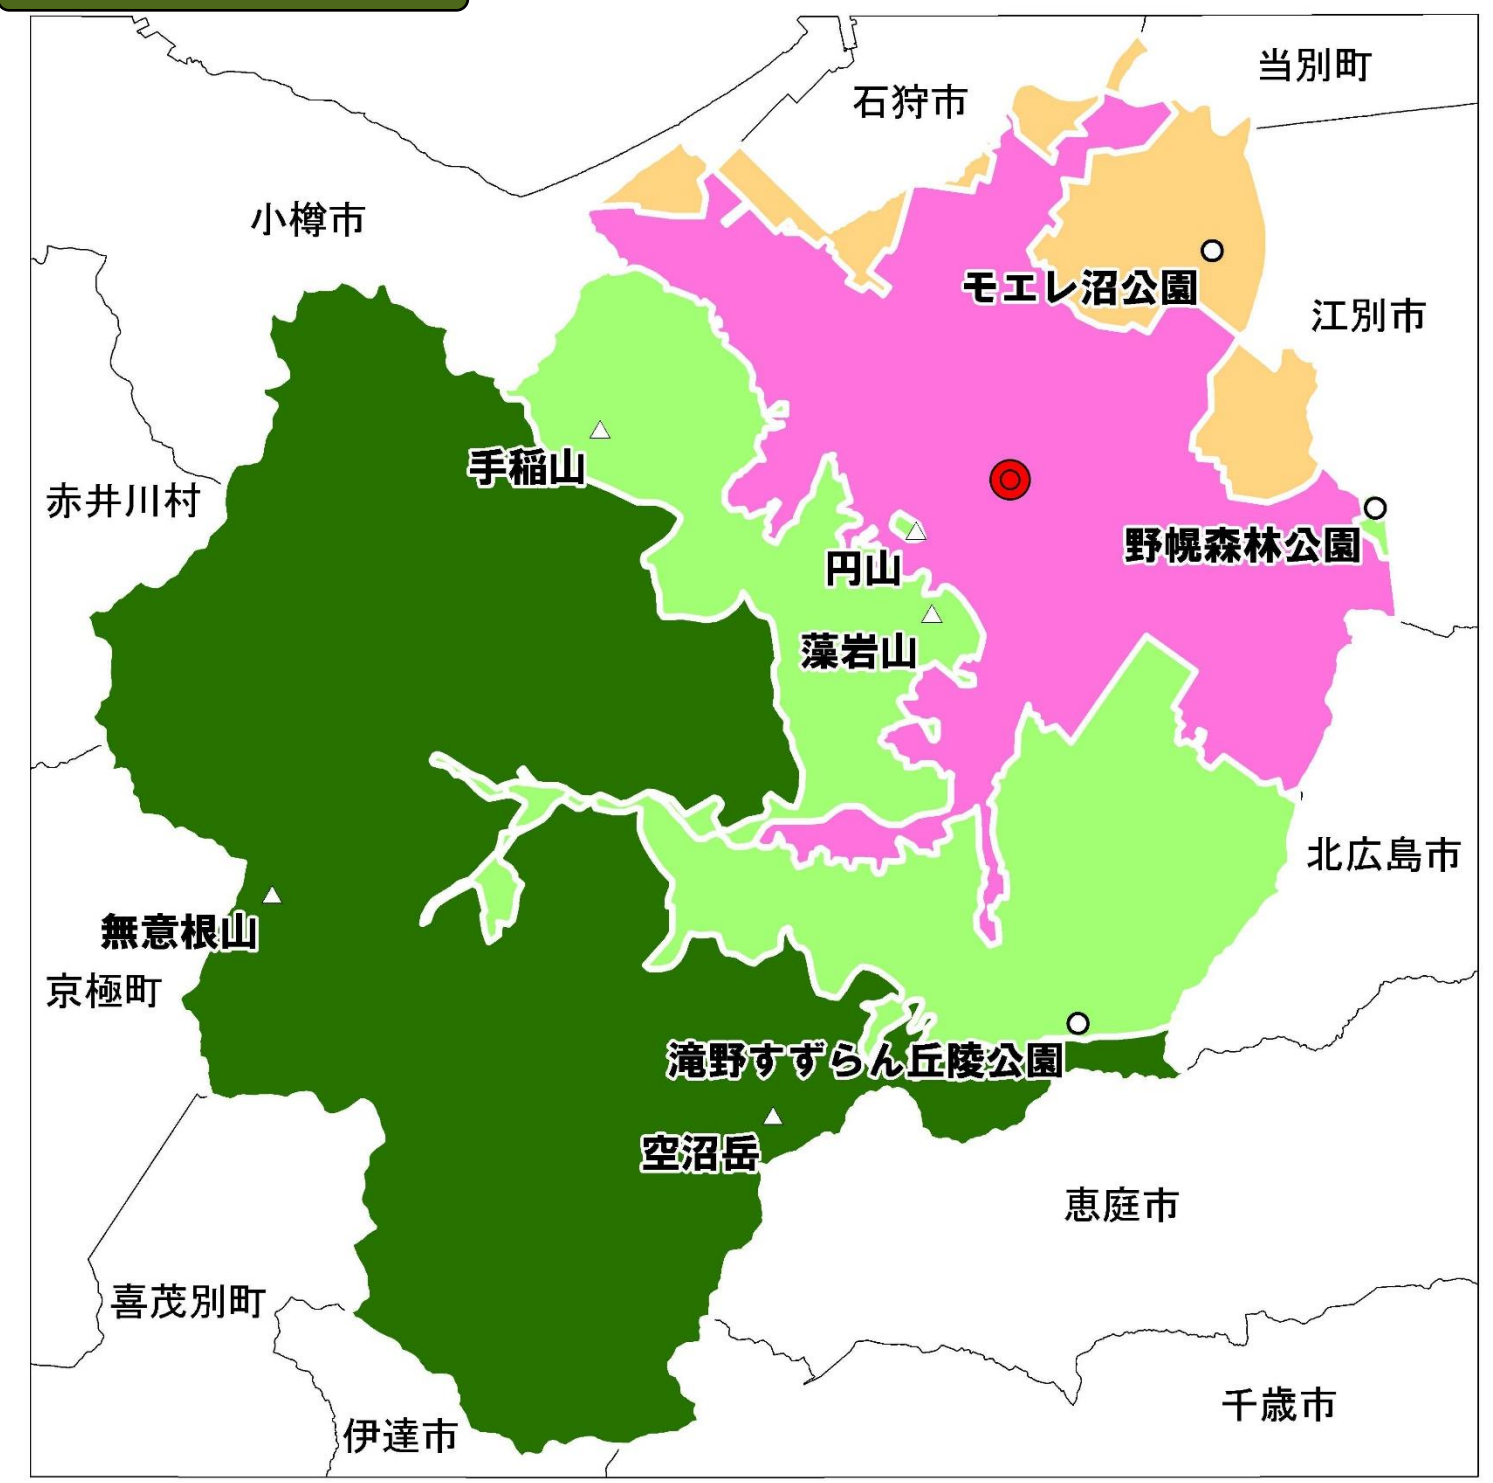 当別町
石狩市
小樽市
モエレ沼公園
江別市
手稲山
赤井川村
野幌森林公園
円山
藻岩山
北広島市
無意根山
京極町
滝野すずらん丘陵公園
空沼岳
恵庭市
喜茂別町
千歳市
伊達市